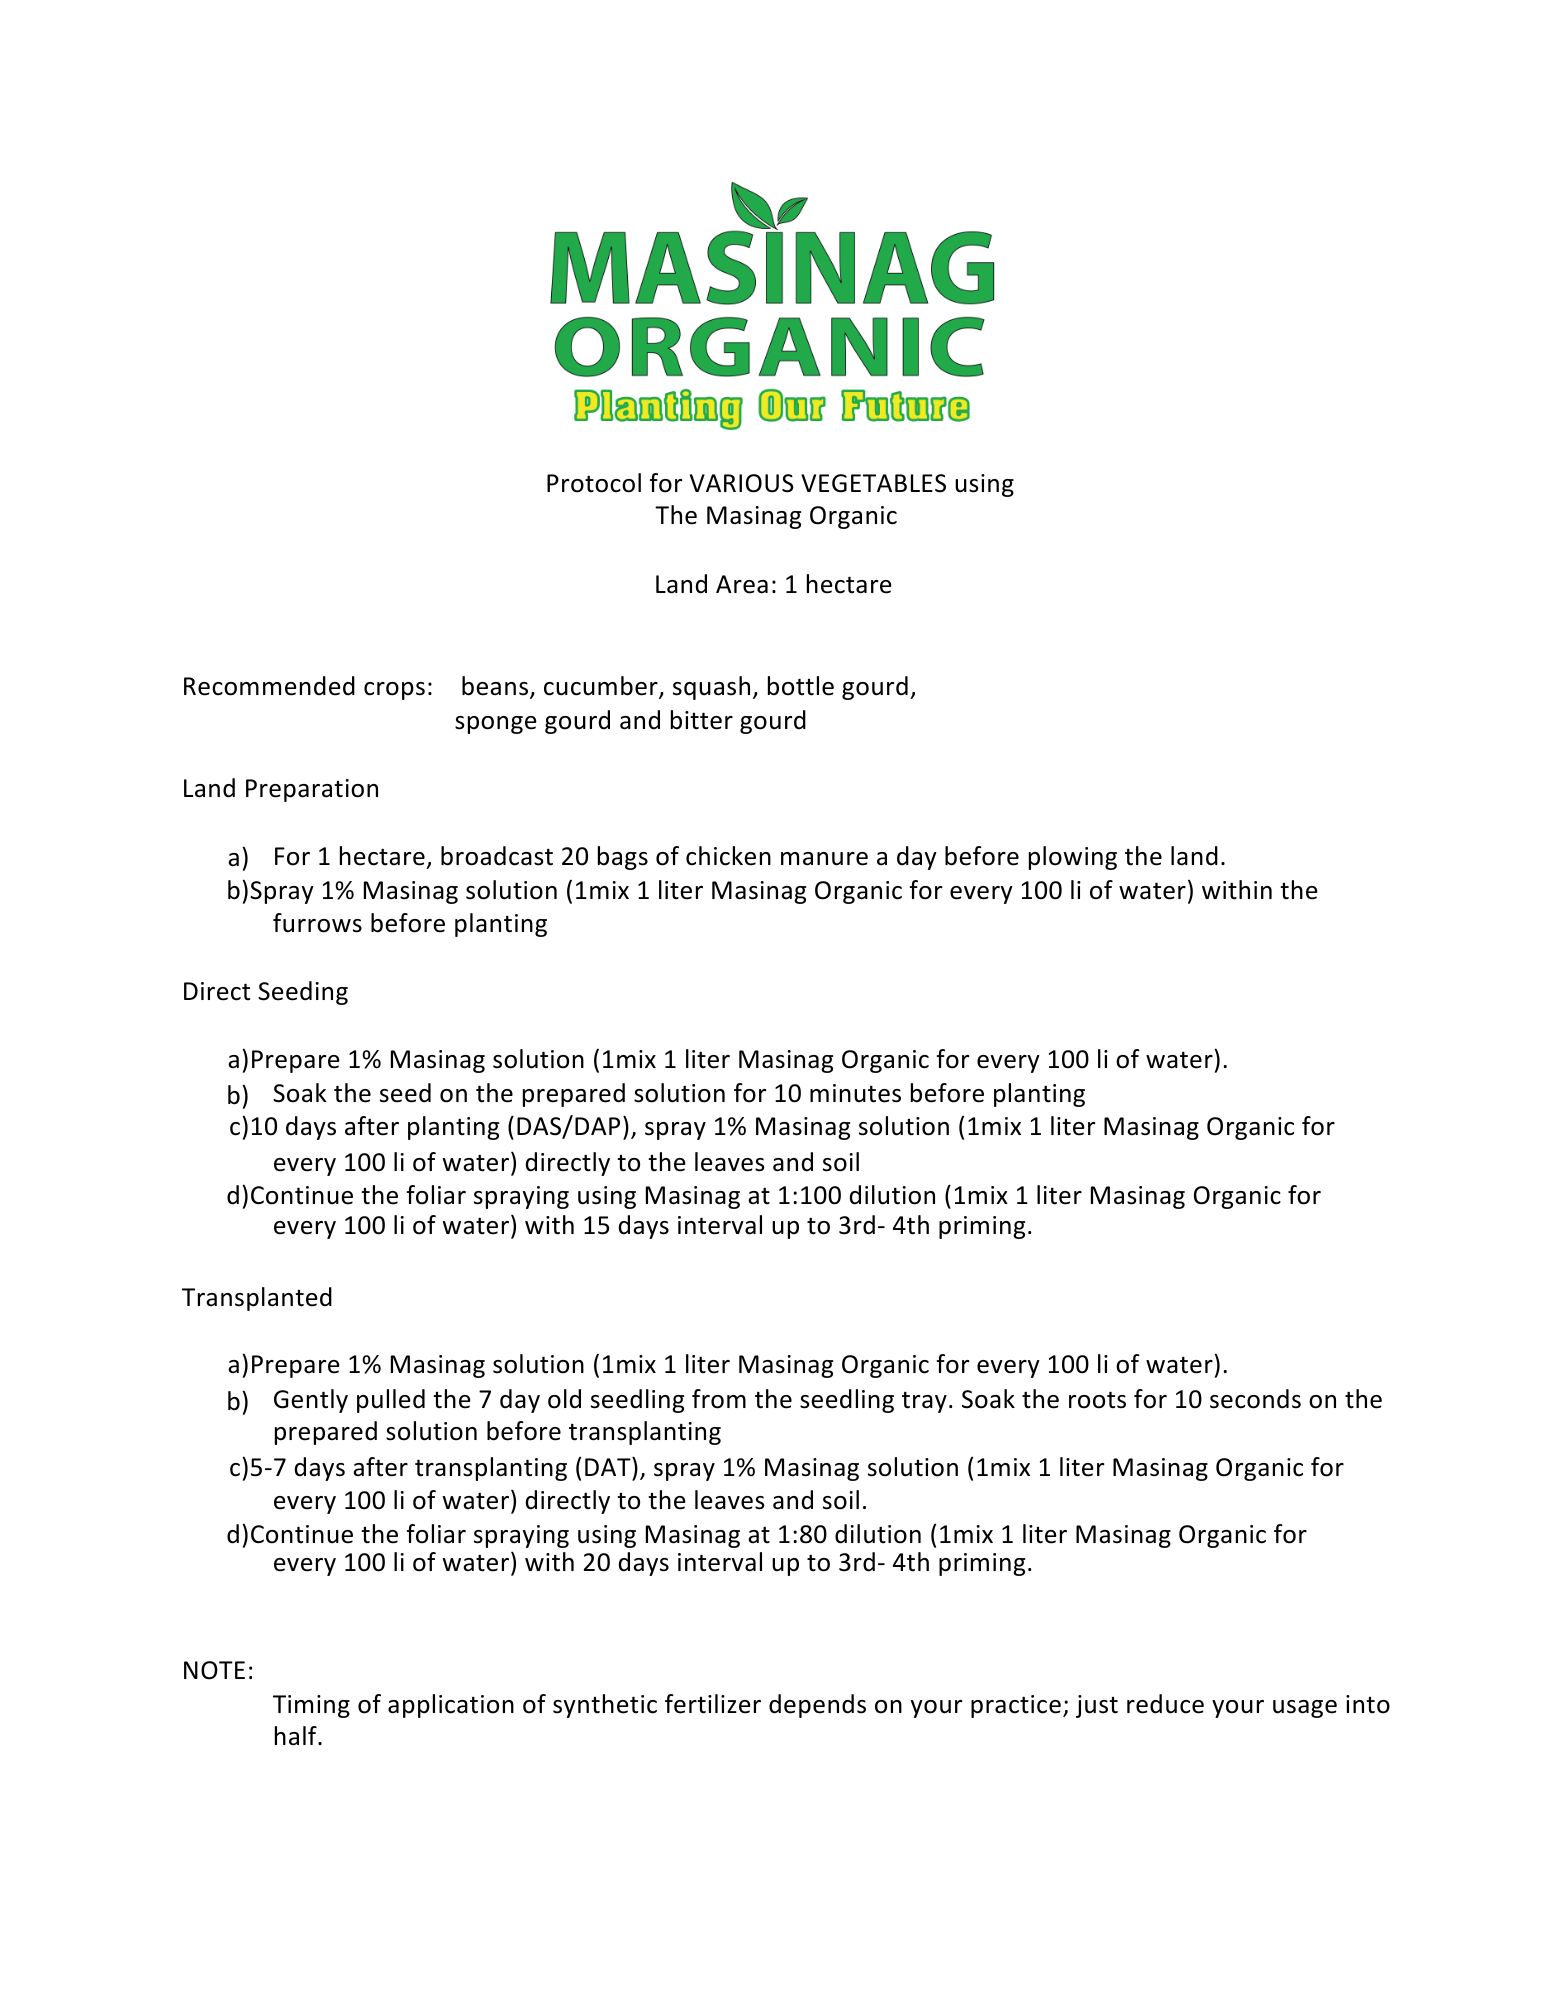 MASINAG
ORGANIC
Planting Our Future
Protocol for VARIOUS VEGETABLES using
The Masinag Organic
Land Area: 1 hectare
Recommended crops: beans, cucumber, squash, bottle gourd,
sponge gourd and bitter gourd
Land Preparation
a) For 1 hectare, broadcast 20 bags of chicken manure a day before plowing the land.
b)Spray 1% Masinag solution (1mix 1 liter Masinag Organic for every 100 li of water) within the
furrows before planting
Direct Seeding
a)Prepare 1% Masinag solution (1mix 1 liter Masinag Organic for every 100 li of water).
b) Soak the seed on the prepared solution for 10 minutes before planting
c)10 days after planting (DAS/DAP), spray 1% Masinag solution (1mix 1 liter Masinag Organic for
every 100 li of water) directly to the leaves and soil
d)Continue the foliar spraying using Masinag at 1:100 dilution (1mix 1 liter Masinag Organic for
every 100 li of water) with 15 days interval up to 3rd- 4th priming.
Transplanted
a)Prepare 1% Masinag solution (1mix 1 liter Masinag Organic for every 100 li of water).
b) Gently pulled the 7 day old seedling from the seedling tray. Soak the roots for 10 seconds on the
prepared solution before transplanting
c)5-7 days after transplanting (DAT), spray 1% Masinag solution (1mix 1 liter Masinag Organic for
every 100 li of water) directly to the leaves and soil.
d)Continue the foliar spraying using Masinag at 1:80 dilution (1mix 1 liter Masinag Organic for
every 100 li of water) with 20 days interval up to 3rd- 4th priming.
NOTE:
Timing of application of synthetic fertilizer depends on your practice; just reduce your usage into
half.